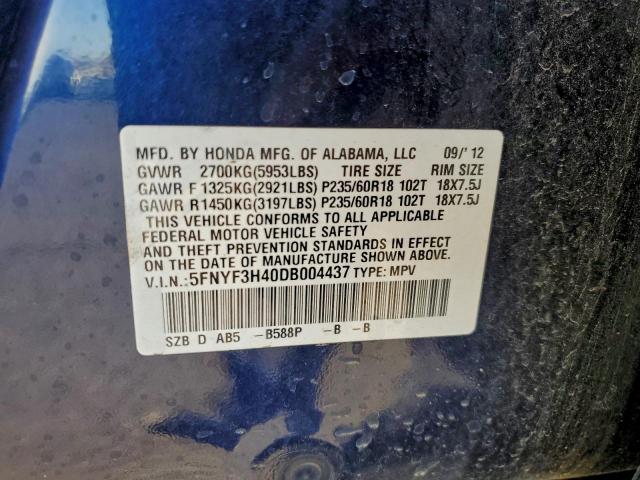 MFD. BY HONDA MFG. OF ALABAMA, LLC 09/'12
GVWR 2700KG(5953LBS) TIRE SIZE RIM SIZE
GAWR F 1325KG(2921LBS) P235/60R18 102T 18X7.5J
GAWR R1450KG(3197LBS) P235/60R18 102T 18X7.5J
THIS VEHICLE CONFORMS TO ALL APPLICABLE
FEDERAL MOTOR VEHICLE SAFETY
AND THEFT PREVENTION STANDARDS IN EFFECT
ON THE DATE OF MANUFACTURE SHOWN ABOVE.
V.I.N.:5FNYF3H40DB004437 TYPE: MPV
SZB D AB5 -B588P -B -B